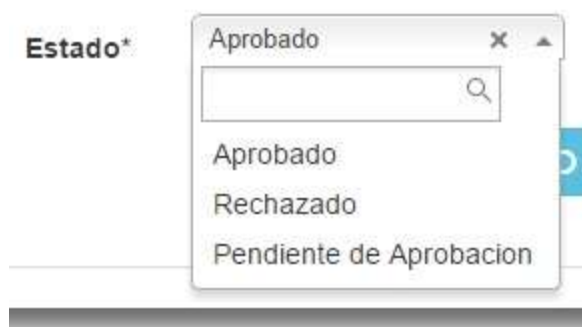 Estado*
Aprobado
Aprobado
Rechazado
Pendiente de Aprobacion